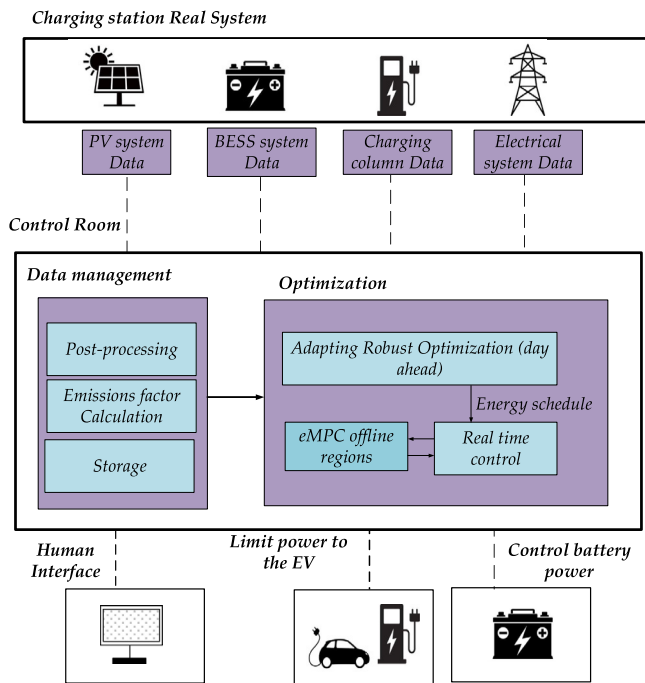 Charging station Real System
PV system
Data
BESS system
Data
Charging
column Data
Electrical
system Data
Control Room
Data management
Optimization
Post-processing
Emissions factor
Calculation
Storage
Adapting Robust Optimization (day
ahead)
Energy schedule
eMPC offline
regions
Real time
control
Human
Interface
Limit power to
the EV
Control battery
power